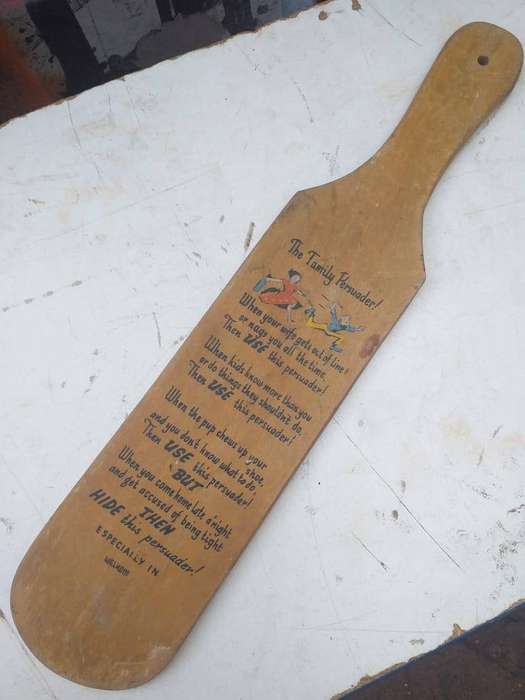 The Family Persuader!
When your wife gets out of line!
or nags you all the time,
Then USE this persuader!
When kids know more than you
or do things they shouldn't do,
Then USE this persuader!
When the pup chews up your shoe,
and you don't know what to do!
Then USE this persuader!
BUT
When you come home late a'night
and get accused of being tight
THEN
HIDE this persuader!
ESPECIALLY IN